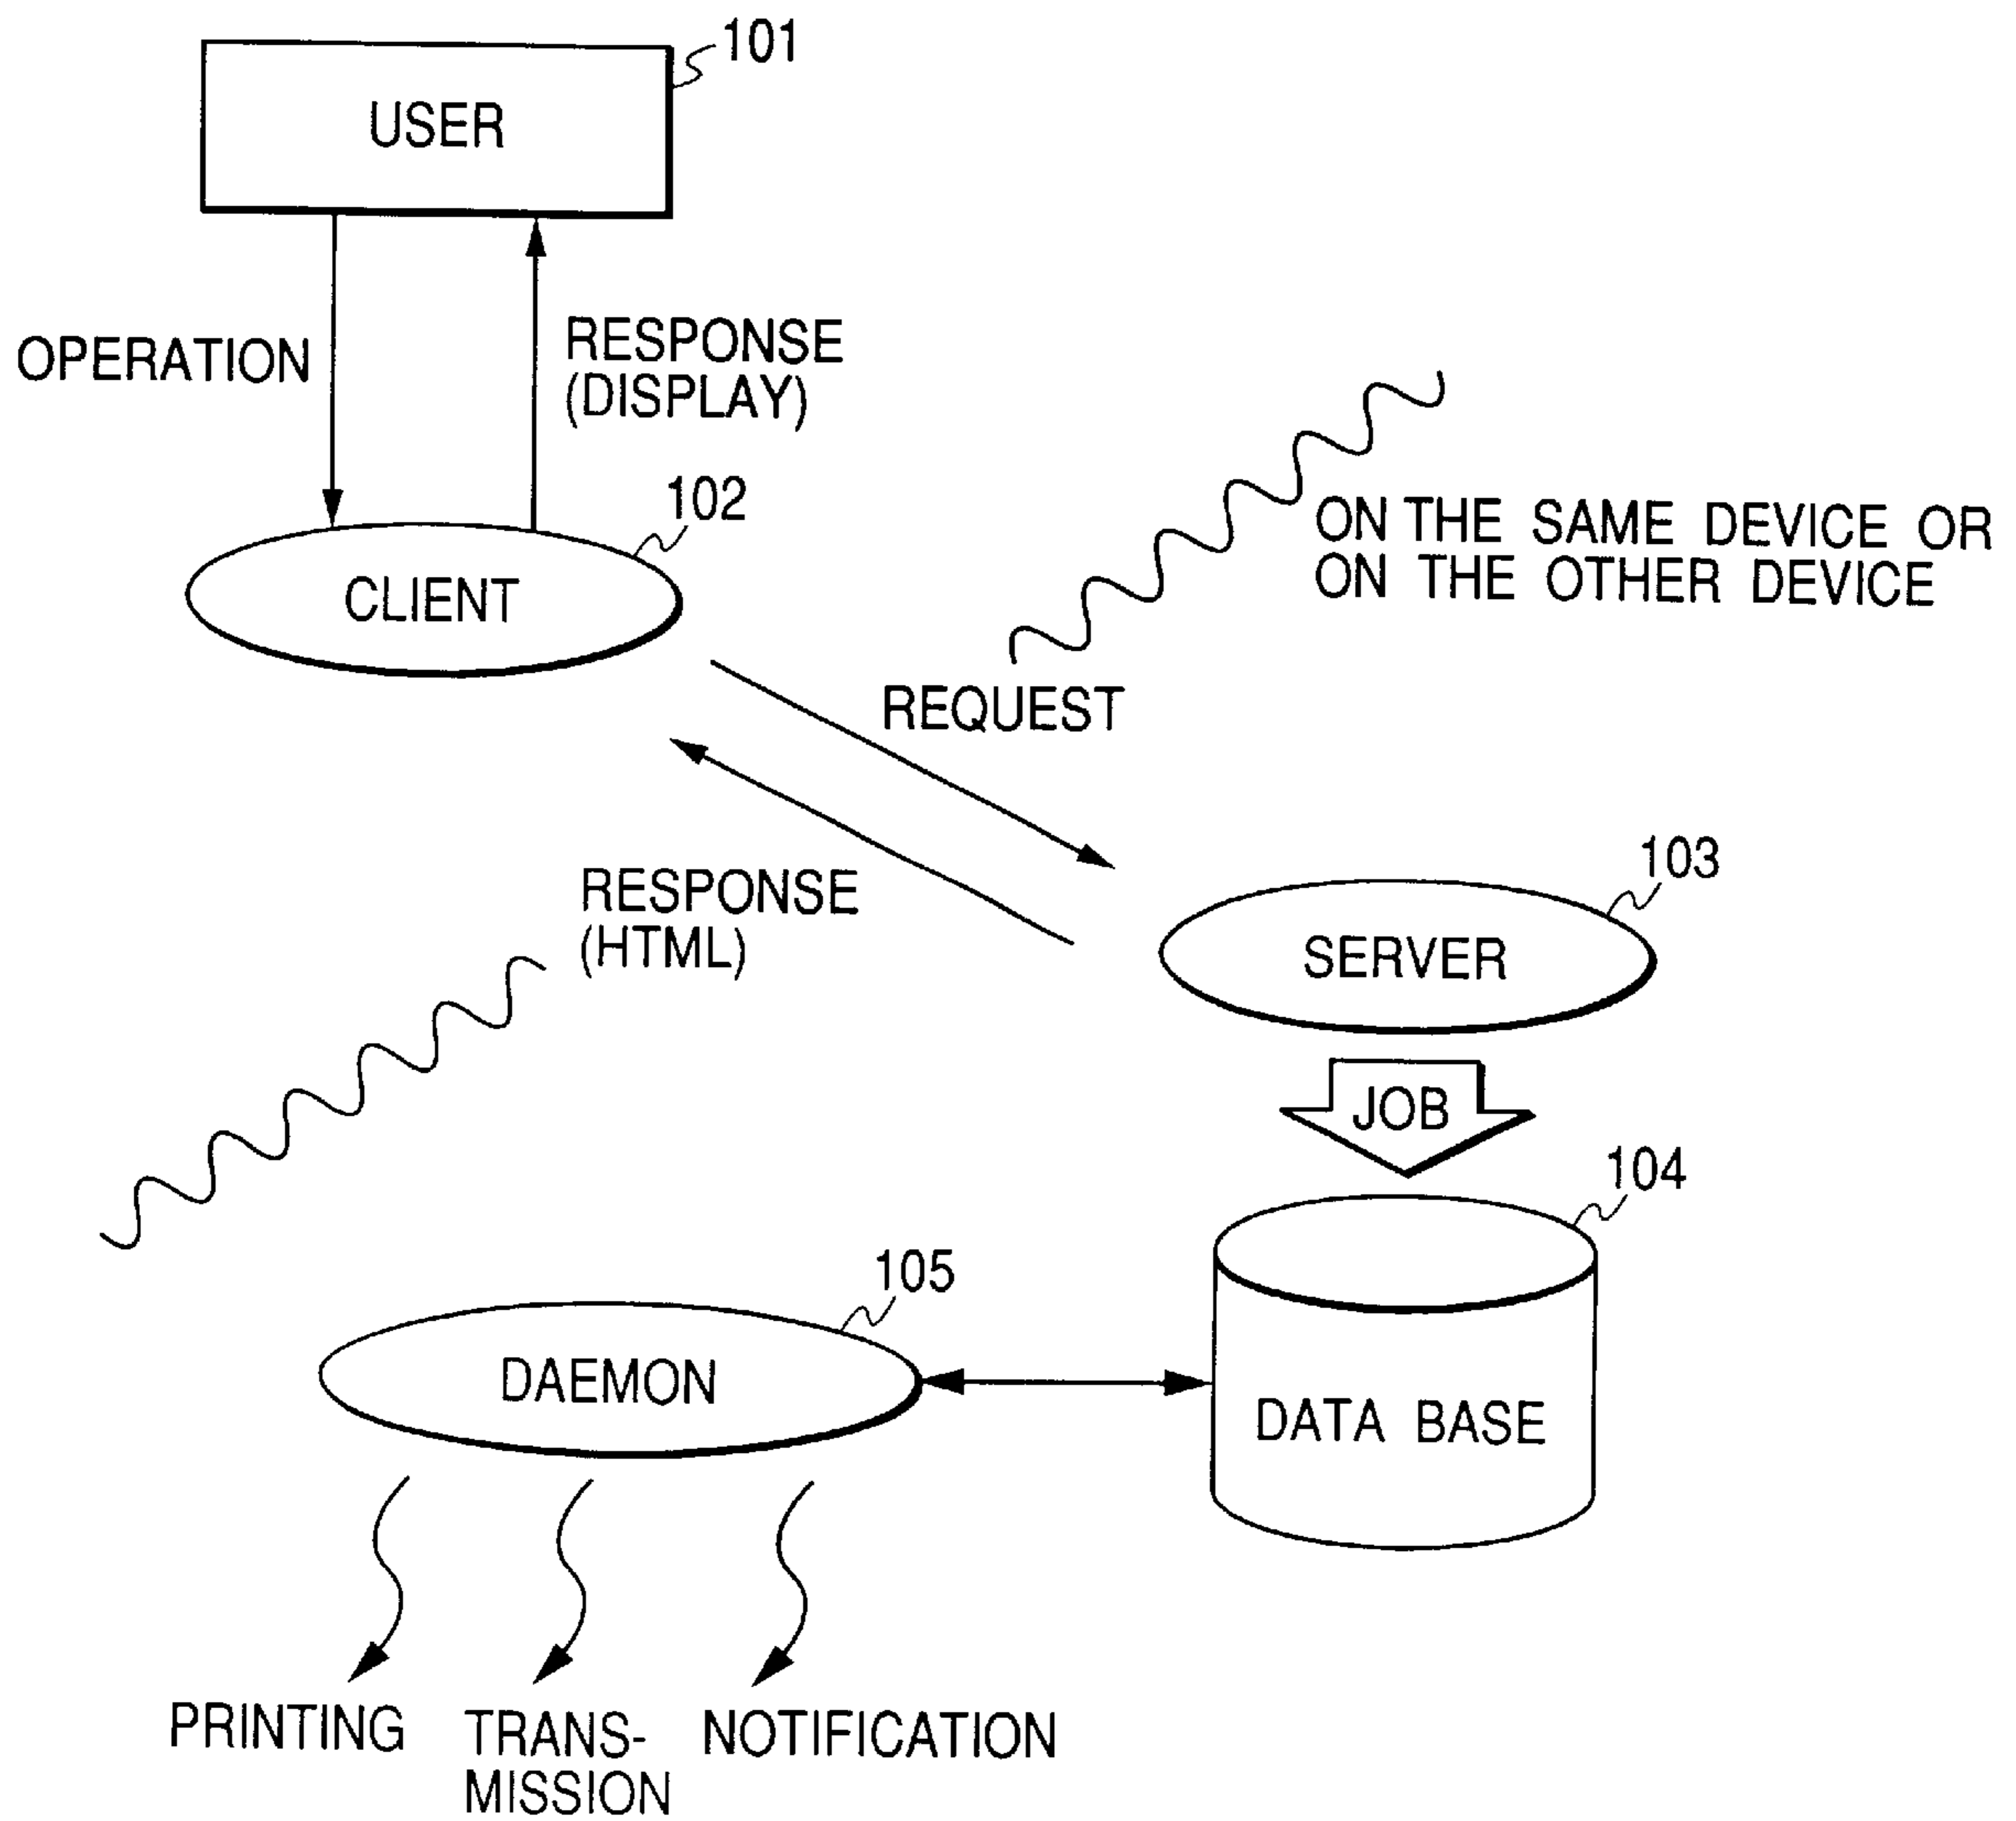 101
USER
OPERATION
RESPONSE
(DISPLAY)
102
CLIENT
ON THE SAME DEVICE OR
ON THE OTHER DEVICE
REQUEST
RESPONSE
(HTML)
103
SERVER
JOB
104
DATA BASE
105
DAEMON
PRINTING
TRANS-
MISSION
NOTIFICATION